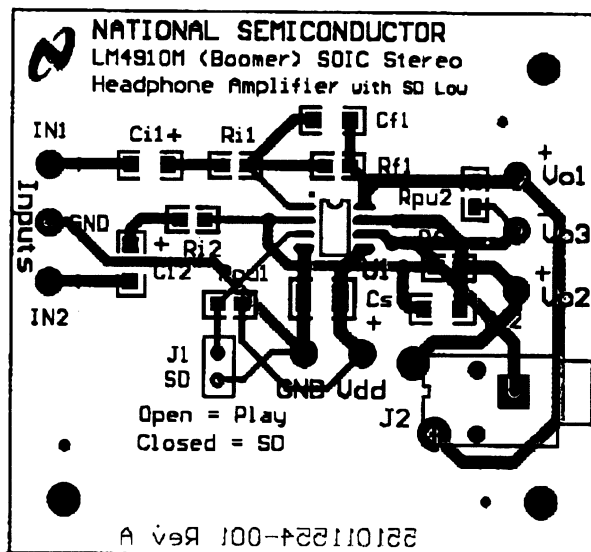 NATIONAL SEMICONDUCTOR
LM4910M (Boomer) SOIC Stereo
Headphone Amplifier with SD Low
Cf1
IN1
Ci1+
Ri1
Rf1
+
Vo1
Rpu2
Inputs
GND
Ri2
+
Ci2
Vo3
Rpu1
U1
+
Vo2
IN2
Cs
+
J1
SD
GND Vdd
Open = Play
Closed = SD
J2
551011554-001 Rev A